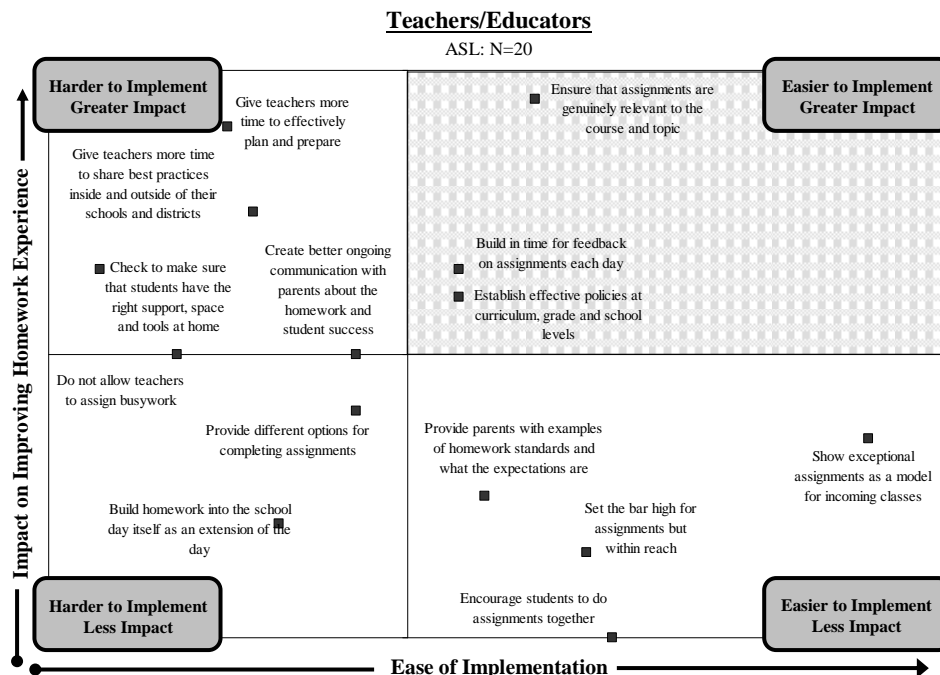 Teachers/Educators
ASL: N=20
Harder to Implement
Greater Impact
Easier to Implement
Greater Impact
Give teachers more
time to effectively
plan and prepare
Ensure that assignments are
genuinely relevant to the
course and topic
Give teachers more time
to share best practices
inside and outside of their
schools and districts
Check to make sure
that students have the
right support, space
and tools at home
Create better ongoing
communication with
parents about the
homework and
student success
Build in time for feedback
on assignments each day
Establish effective policies at
curriculum, grade and school
levels
Do not allow teachers
to assign busywork
Provide different options for
completing assignments
Provide parents with examples
of homework standards and
what the expectations are
Show exceptional
assignments as a model
for incoming classes
Build homework into the school
day itself as an extension of the
day
Set the bar high for
assignments but
within reach
Encourage students to do
assignments together
Harder to Implement
Less Impact
Easier to Implement
Less Impact
Impact on Improving Homework Experience
Ease of Implementation